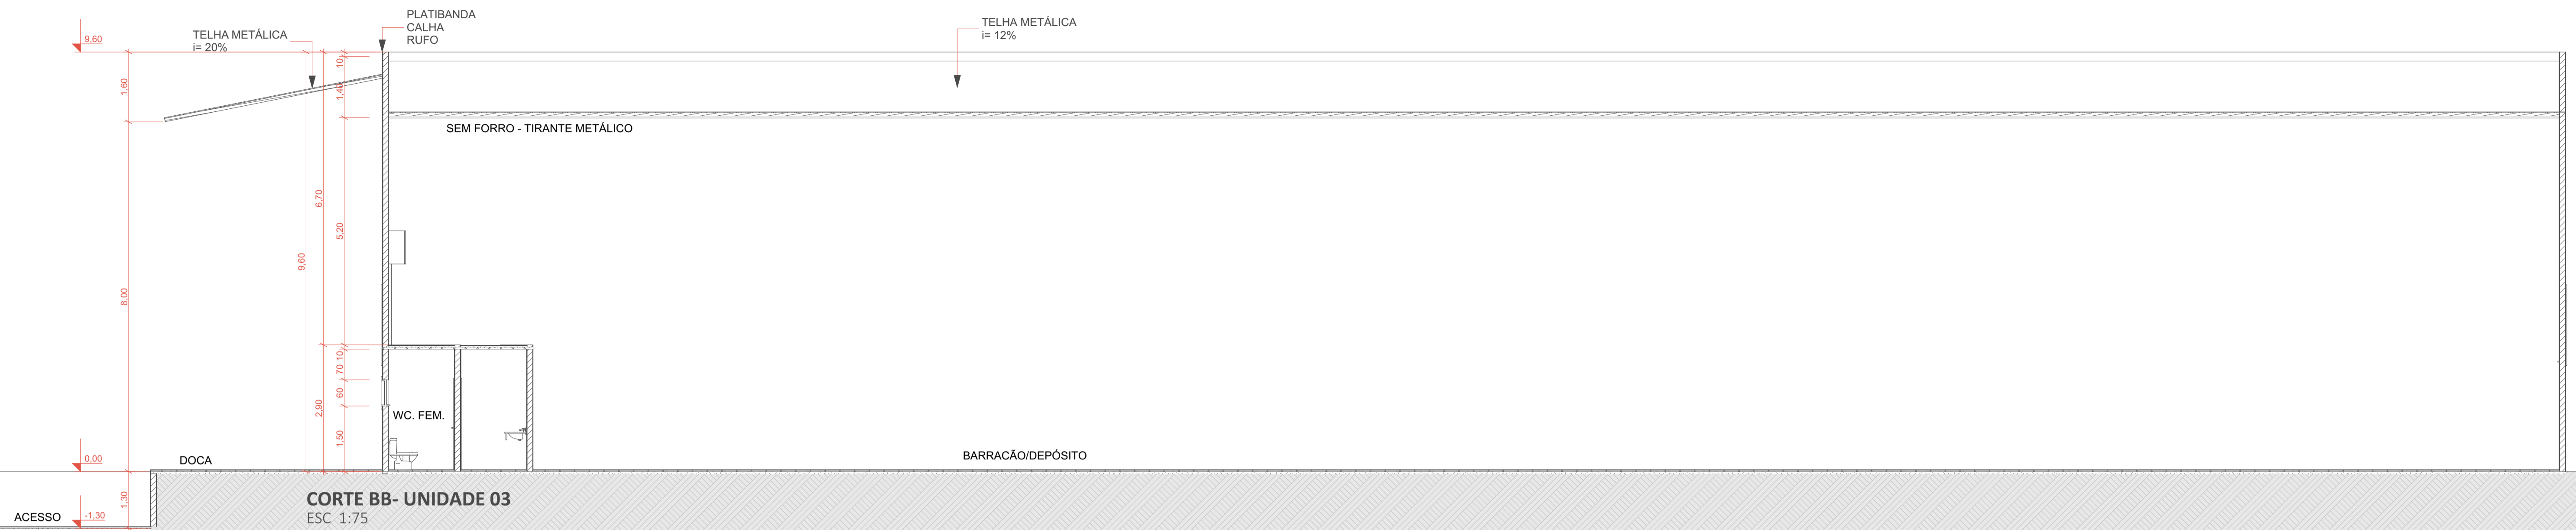 PLATIBANDA
CALHA
RUFO
TELHA METÁLICA
i= 20%
TELHA METÁLICA
i= 12%
9,60
1,60
10
1,40
SEM FORRO - TIRANTE METÁLICO
6,70
5,20
9,60
8,00
10
70
60
2,90
1,50
WC. FEM.
0,00
DOCA
BARRACÃO/DEPÓSITO
1,30
ACESSO
-1,30
CORTE BB- UNIDADE 03
ESC 1:75